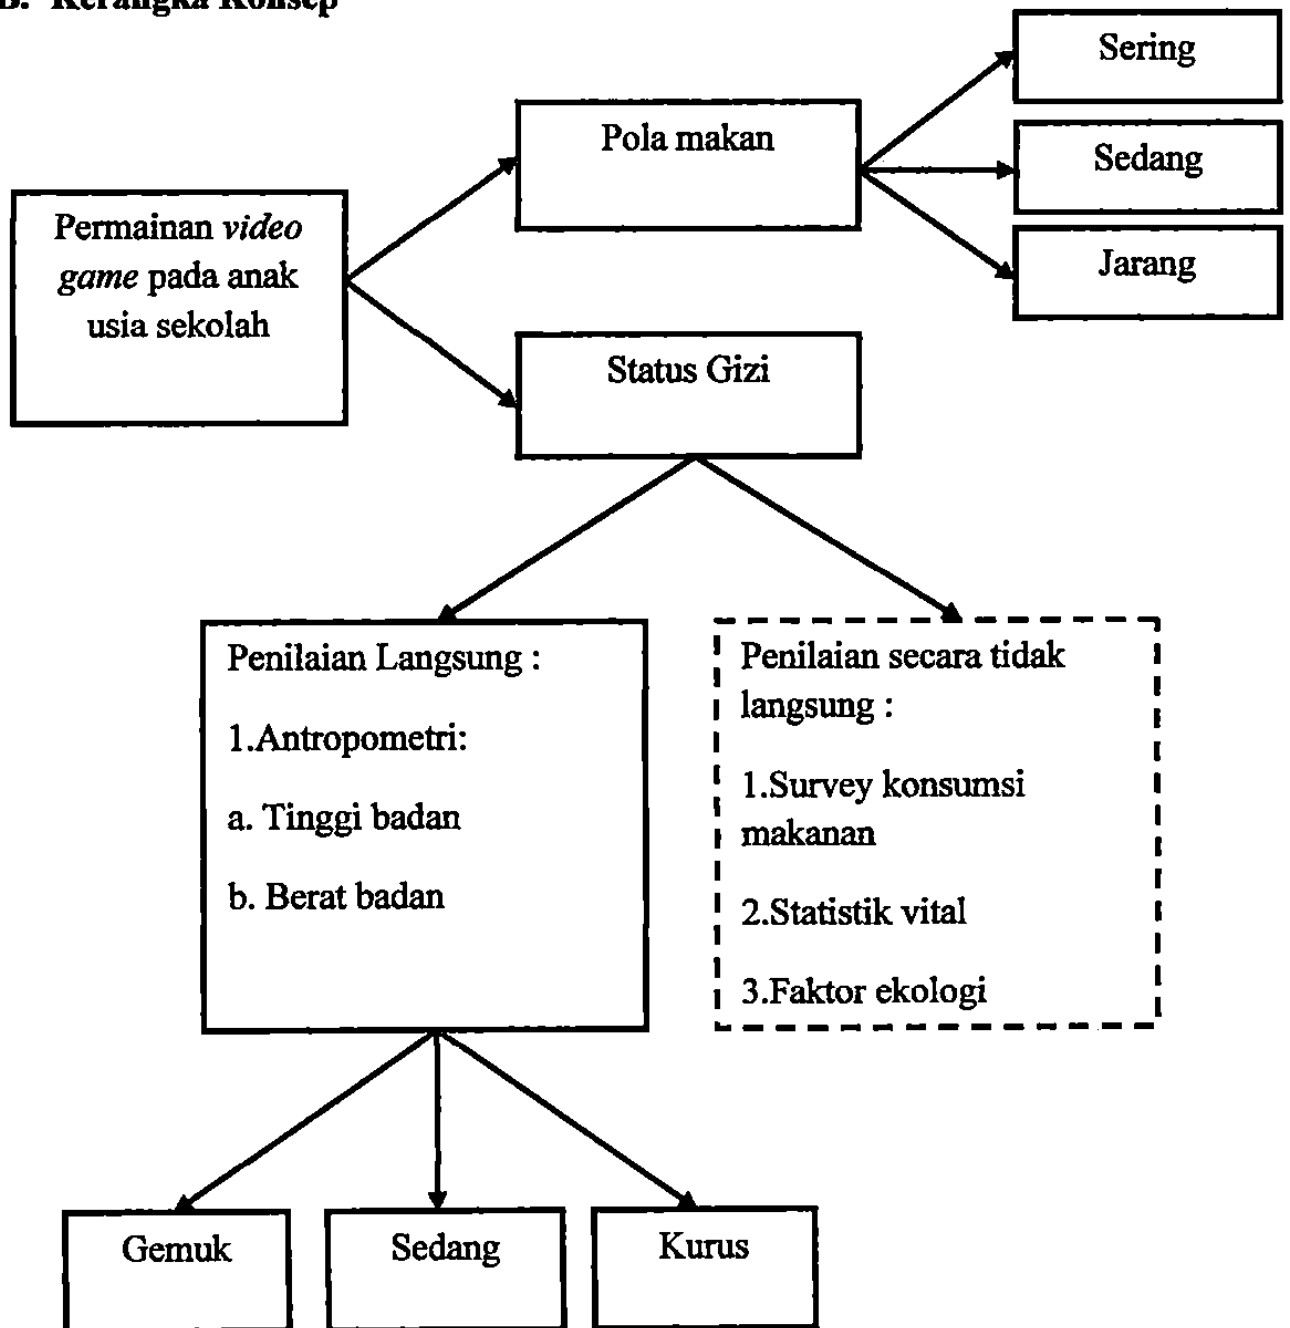 B. Kerangka Konsep
Sering
Pola makan
Sedang
Permainan video
game pada anak
usia sekolah
Jarang
Status Gizi
Penilaian Langsung :
1.Antropometri:
a. Tinggi badan
b. Berat badan
Penilaian secara tidak
langsung :
1.Survey konsumsi
makanan
2.Statistik vital
3.Faktor ekologi
Gemuk
Sedang
Kurus